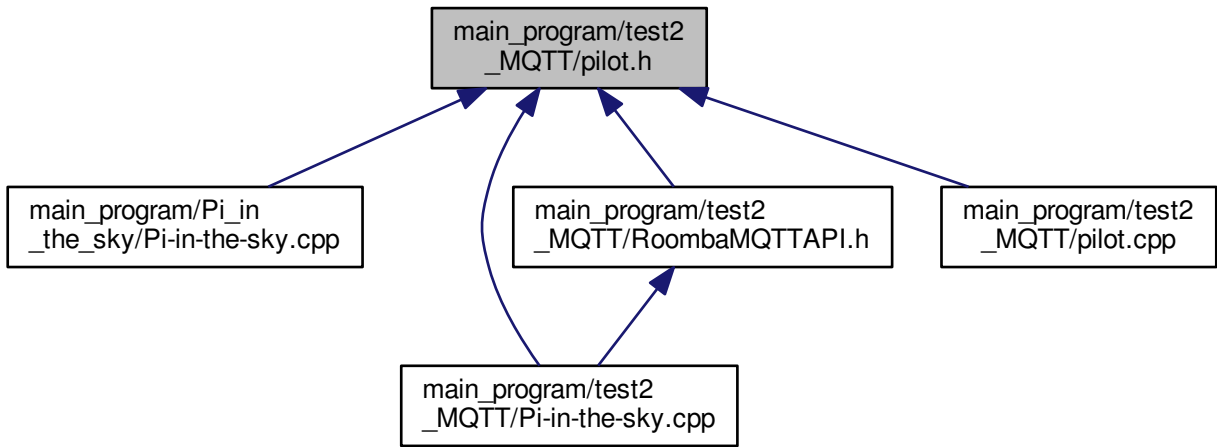 main_program/test2
_MQTT/pilot.h
main_program/Pi_in
_the_sky/Pi-in-the-sky.cpp
main_program/test2
_MQTT/RoombaMQTTAPI.h
main_program/test2
_MQTT/pilot.cpp
main_program/test2
_MQTT/Pi-in-the-sky.cpp